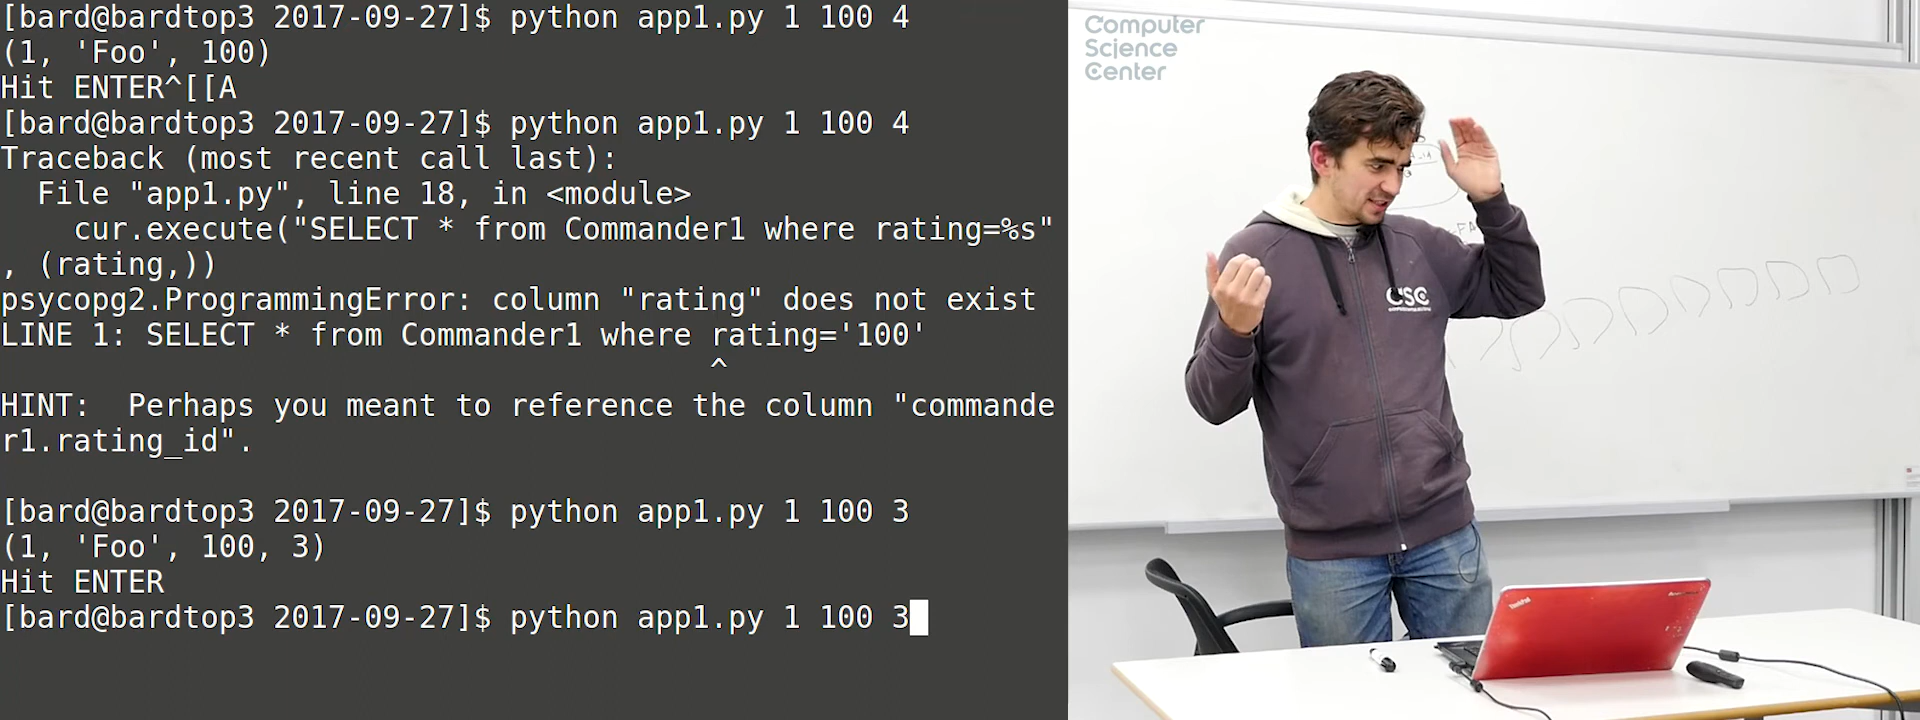 [bard@bardtop3 2017-09-27]$ python app1.py 1 100 4
(1, 'Foo', 100)
Hit ENTER^[[A
[bard@bardtop3 2017-09-27]$ python app1.py 1 100 4
Traceback (most recent call last):
  File "app1.py", line 18, in <module>
    cur.execute("SELECT * from Commander1 where rating=%s"
, (rating,))
psycopg2.ProgrammingError: column "rating" does not exist
LINE 1: SELECT * from Commander1 where rating='100'
                                       ^
HINT:  Perhaps you meant to reference the column "commande
r1.rating_id".
[bard@bardtop3 2017-09-27]$ python app1.py 1 100 3
(1, 'Foo', 100, 3)
Hit ENTER
[bard@bardtop3 2017-09-27]$ python app1.py 1 100 3
Computer
Science
Center
CSC
ThinkPad